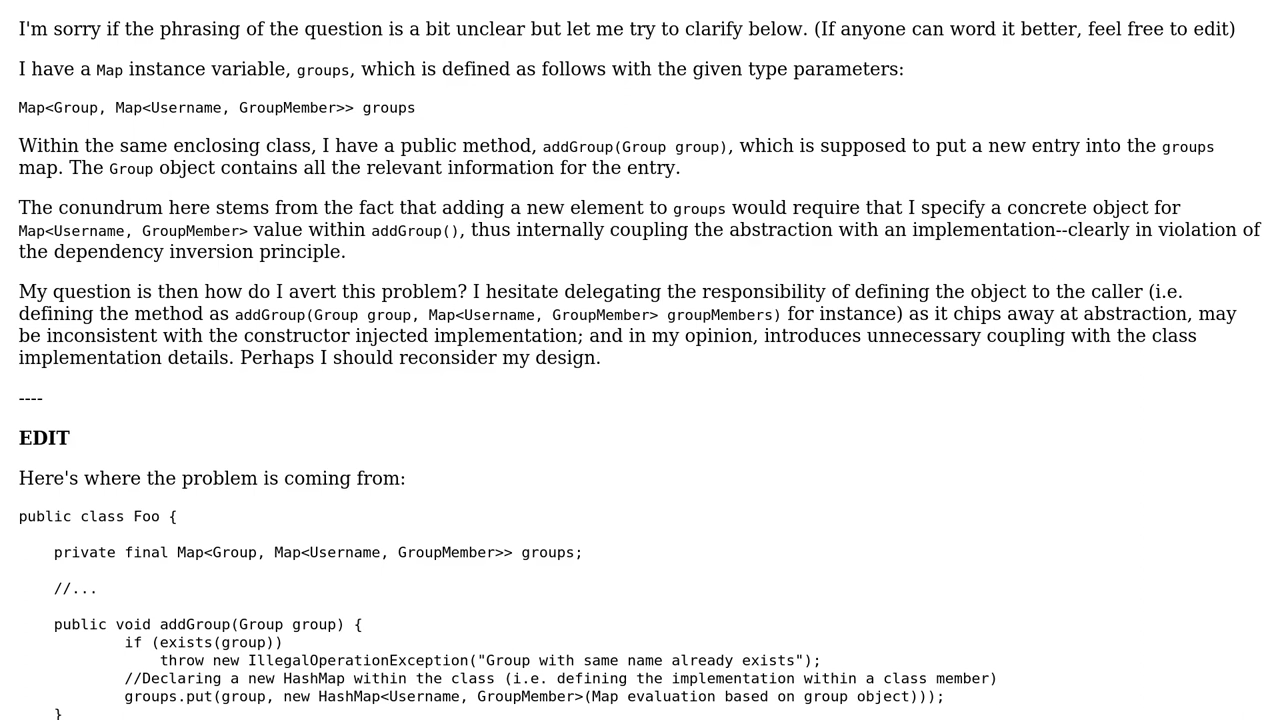 I'm sorry if the phrasing of the question is a bit unclear but let me try to clarify below. (If anyone can word it better, feel free to edit)
I have a Map instance variable, groups, which is defined as follows with the given type parameters:
Map<Group, Map<Username, GroupMember>> groups
Within the same enclosing class, I have a public method, addGroup(Group group), which is supposed to put a new entry into the groups
map. The Group object contains all the relevant information for the entry.
The conundrum here stems from the fact that adding a new element to groups would require that I specify a concrete object for
Map<Username, GroupMember> value within addGroup(), thus internally coupling the abstraction with an implementation--clearly in violation of
the dependency inversion principle.
My question is then how do I avert this problem? I hesitate delegating the responsibility of defining the object to the caller (i.e.
defining the method as addGroup(Group group, Map<Username, GroupMember> groupMembers) for instance) as it chips away at abstraction, may
be inconsistent with the constructor injected implementation; and in my opinion, introduces unnecessary coupling with the class
implementation details. Perhaps I should reconsider my design.
----
EDIT
Here's where the problem is coming from:
public class Foo {
    private final Map<Group, Map<Username, GroupMember>> groups;
    //...
    public void addGroup(Group group) {
            if (exists(group))
                throw new IllegalOperationException("Group with same name already exists");
            //Declaring a new HashMap within the class (i.e. defining the implementation within a class member)
            groups.put(group, new HashMap<Username, GroupMember>(Map evaluation based on group object)));
    }